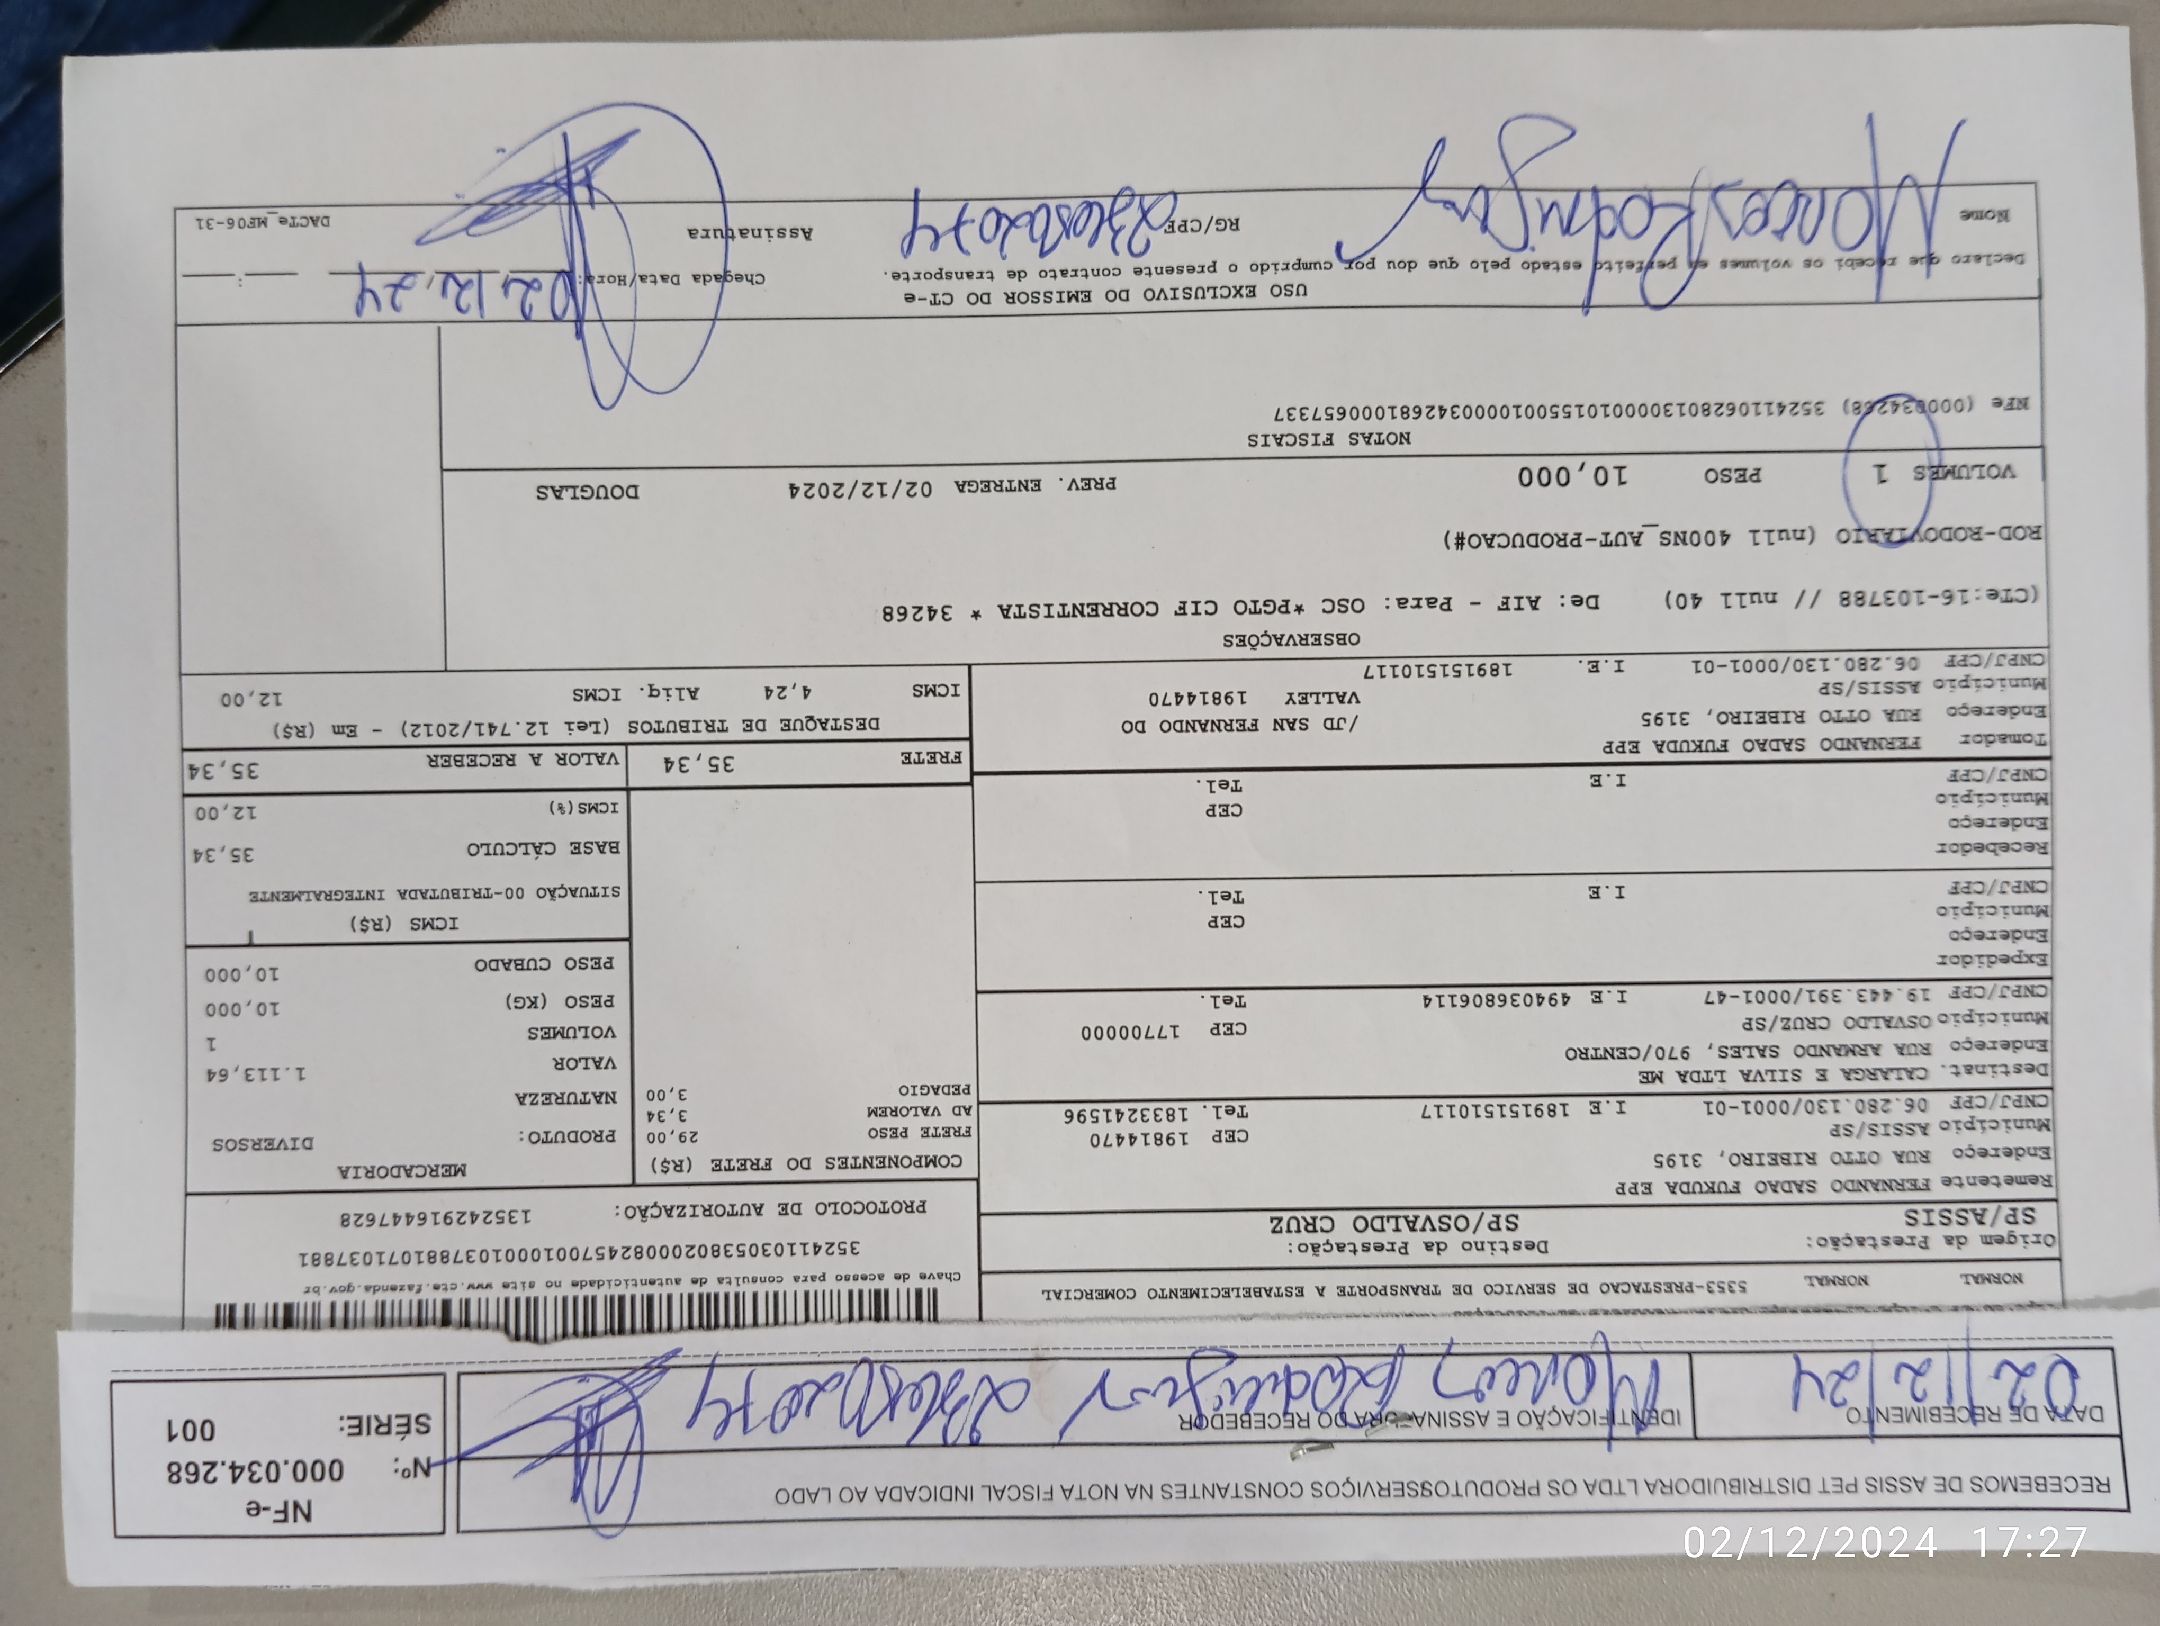 RECEBEMOS DE ASSIS PET DISTRIBUIDORA LTDA OS PRODUTOSSERVIÇOS CONSTANTES NA NOTA FISCAL INDICADA AO LADO
DATA DE RECEBIMENTO
02/12/24
IDENTIFICAÇÃO E ASSINATURA DO RECEBEDOR
NF-e
Nº: 000.034.268
SÉRIE: 001
NORMAL NORMAL 5353-PRESTACAO DE SERVICO DE TRANSPORTE A ESTABELECIMENTO COMERCIAL
Origem da Prestação: Destino da Prestação:
SP/ASSIS SP/OSVALDO CRUZ
Chave de acesso para consulta de autenticidade no site www.cte.fazenda.gov.br
35241103053802000824570010001037881071037881
PROTOCOLO DE AUTORIZAÇÃO: 1352429164447628
Remetente FERNANDO SADAO FUKUDA EPP
Endereço RUA OTTO RIBEIRO, 3195
Município ASSIS/SP CEP 19814470
CNPJ/CPF 06.280.130/0001-01 I.E 189151510117 Tel. 1833241596
Destinat. CALARGA E SILVA LTDA ME
Endereço RUA ARMANDO SALES, 970/CENTRO
Município OSVALDO CRUZ/SP CEP 17700000
CNPJ/CPF 19.443.391/0001-47 I.E 494036806114 Tel.
Expedidor
Endereço
Município CEP
CNPJ/CPF I.E Tel.
Recebedor
Endereço
Município CEP
CNPJ/CPF I.E Tel.
Tomador FERNANDO SADAO FUKUDA EPP
Endereço RUA OTTO RIBEIRO, 3195 /JD SAN FERNANDO DO
Município ASSIS/SP VALLEY 19814470
CNPJ/CPF 06.280.130/0001-01 I.E. 189151510117
COMPONENTES DO FRETE (R$)
FRETE PESO 29,00
AD VALOREM 3,34
PEDAGIO 3,00
MERCADORIA
PRODUTO: DIVERSOS
NATUREZA
VALOR 1.113,64
VOLUMES 1
PESO (KG) 10,000
PESO CUBADO 10,000
ICMS (R$)
SITUAÇÃO 00-TRIBUTADA INTEGRALMENTE
BASE CÁLCULO 35,34
ICMS(%) 12,00
FRETE 35,34 VALOR A RECEBER 35,34
DESTAQUE DE TRIBUTOS (Lei 12.741/2012) - Em (R$)
ICMS 4,24 Aliq. ICMS 12,00
OBSERVAÇÕES
(CTe:16-103788 // null 40) De: AIF - Para: OSC *PGTO CIF CORRENTISTA * 34268
ROD-RODOVIARIO (null 400NS_AUT-PRODUCAO#)
VOLUMES 1 PESO 10,000 PREV. ENTREGA 02/12/2024 DOUGLAS
NOTAS FISCAIS
NFe (000034268) 35241106280130000101550010000342681000657337
USO EXCLUSIVO DO EMISSOR DO CT-e
Declaro que recebi os volumes em perfeito estado pelo que dou por cumprido o presente contrato de transporte.
Chegada Data/Hora: 02.12.24
Nome RG/CPF Assinatura
DACTe_MF06-31
02/12/2024 17:27